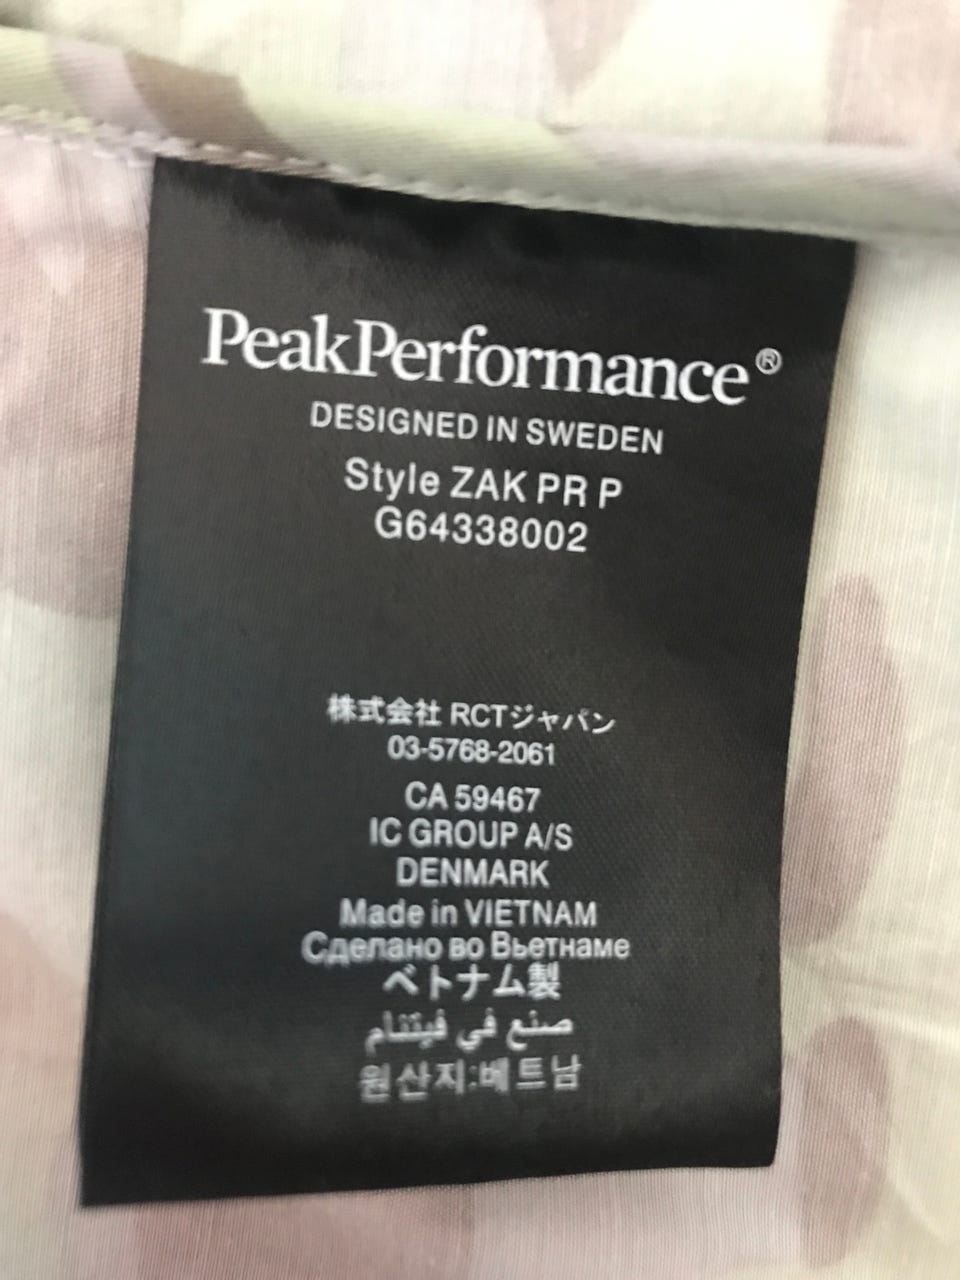 PeakPerformance®
DESIGNED IN SWEDEN
Style ZAK PR P
G64338002
株式会社 RCTジャパン
03-5768-2061
CA 59467
IC GROUP A/S
DENMARK
Made in VIETNAM
Сделано во Вьетнаме
ベトナム製
صنع في فيتنام
원산지:베트남